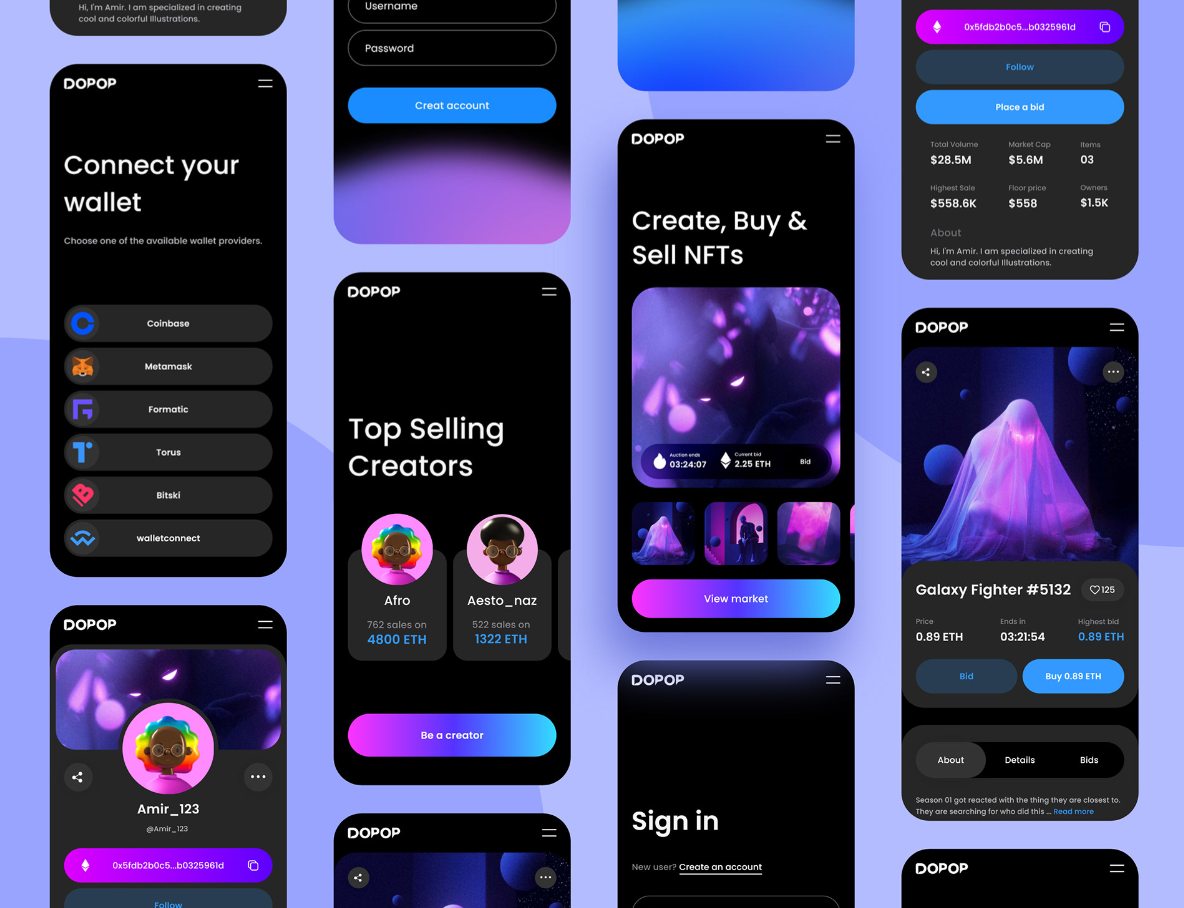 Hi, I'm Amir. I am specialized in creating
cool and colorful Illustrations.
DOPOP
Connect your
wallet
Choose one of the available wallet providers.
Coinbase
Metamask
Formatic
Torus
Bitski
walletconnect
DOPOP
Amir_123
@Amir_123
0x5fdb2b0c5...b0325961d
Follow
Username
Password
Creat account
DOPOP
Top Selling
Creators
Afro
762 sales on
4800 ETH
Aesto_naz
522 sales on
1322 ETH
Be a creator
DOPOP
DOPOP
Create, Buy &
Sell NFTs
Auction ends
03:24:07
Current bid
2.25 ETH
Bid
View market
DOPOP
Sign in
New user? Create an account
0x5fdb2b0c5...b0325961d
Follow
Place a bid
Total Volume
$28.5M
Market Cap
$5.6M
Items
03
Highest Sale
$558.6K
Floor price
$558
Owners
$1.5K
About
Hi, I'm Amir. I am specialized in creating
cool and colorful Illustrations.
DOPOP
Galaxy Fighter #5132
125
Price
0.89 ETH
Ends in
03:21:54
Highest bid
0.89 ETH
Bid
Buy 0.89 ETH
About
Details
Bids
Season 01 got reacted with the thing they are closest to.
They are searching for who did this ... Read more
DOPOP